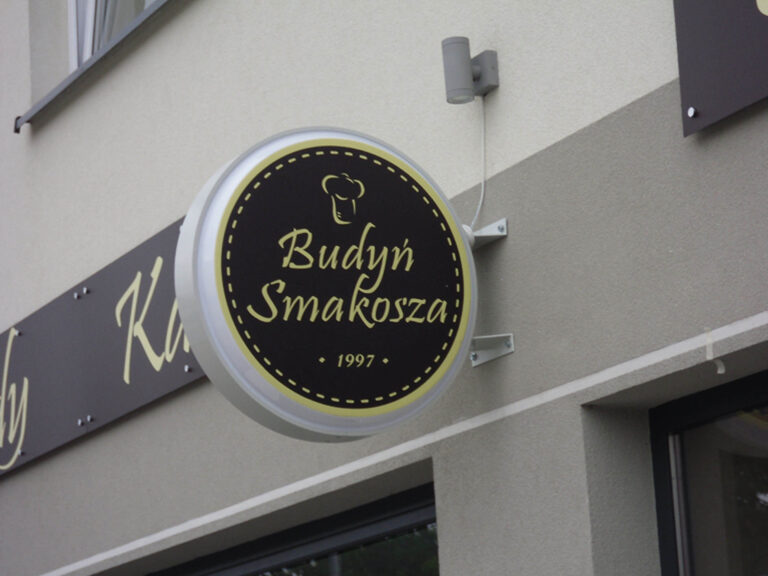 Budyń
Smakosza
• 1997 •